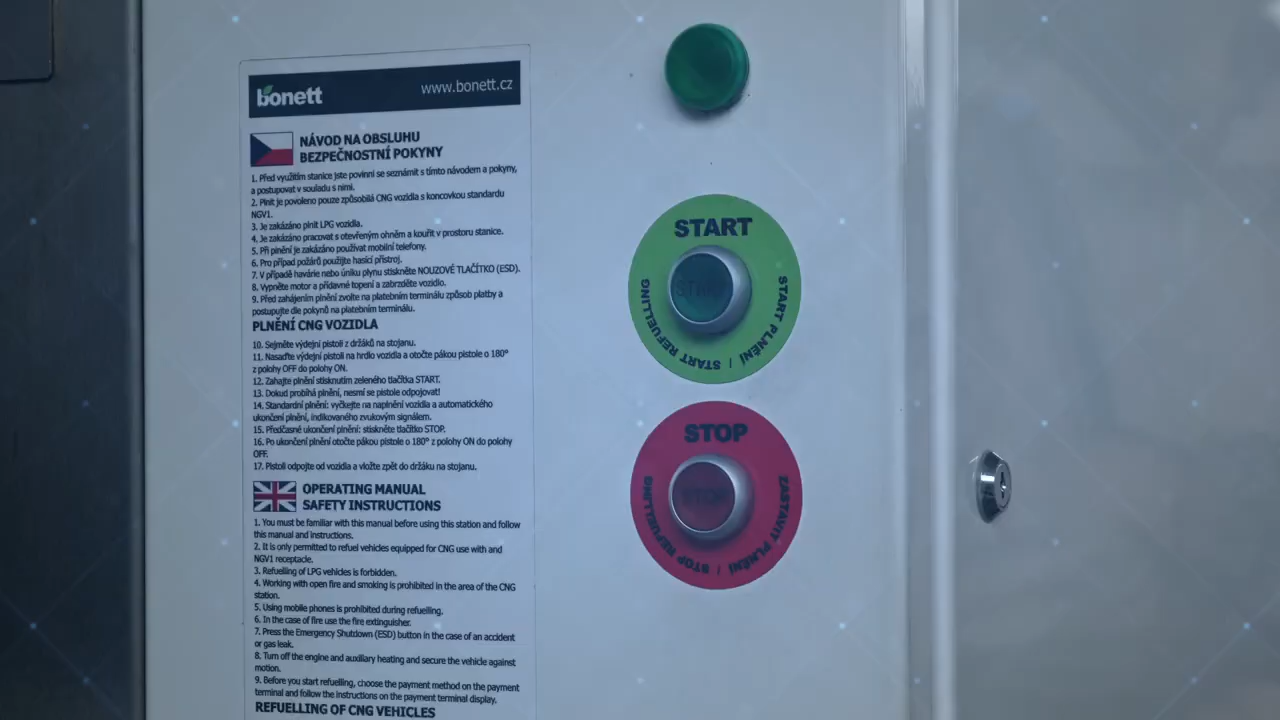 bonett
www.bonett.cz
NÁVOD NA OBSLUHU
BEZPEČNOSTNÍ POKYNY
1. Před využitím stanice jste povinni se seznámit s tímto návodem a pokyny,
a postupovat v souladu s nimi.
2. Plnit je povoleno pouze způsobilá CNG vozidla s koncovkou standardu
NGV1.
3. Je zakázáno plnit LPG vozidla.
4. Je zakázáno pracovat s otevřeným ohněm a kouřit v prostoru stanice.
5. Při plnění je zakázáno používat mobilní telefony.
6. Pro případ požárů použijte hasící přístroj.
7. V případě havárie nebo úniku plynu stiskněte NOUZOVÉ TLAČÍTKO (ESD).
8. Vypněte motor a přídavné topení a zabrzděte vozidlo.
9. Před zahájením plnění zvolte na platebním terminálu způsob platby a
postupujte dle pokynů na platebním terminálu.
PLNĚNÍ CNG VOZIDLA
10. Sejměte výdejní pistoli z držáků na stojanu.
11. Nasaďte výdejní pistoli na hrdlo vozidla a otočte pákou pistole o 180°
z polohy OFF do polohy ON.
12. Zahajte plnění stisknutím zeleného tlačítka START.
13. Dokud probíhá plnění, nesmí se pistole odpojovat!
14. Standardní plnění: vyčkejte na naplnění vozidla a automatického
ukončení plnění, indikovaného zvukovým signálem.
15. Předčasné ukončení plnění: stiskněte tlačítko STOP.
16. Po ukončení plnění otočte pákou pistole o 180° z polohy ON do polohy
OFF.
17. Pistoli odpojte od vozidla a vložte zpět do držáku na stojanu.
OPERATING MANUAL
SAFETY INSTRUCTIONS
1. You must be familiar with this manual before using this station and follow
this manual and instructions.
2. It is only permitted to refuel vehicles equipped for CNG use with and
NGV1 receptacle.
3. Refuelling of LPG vehicles is forbidden.
4. Working with open fire and smoking is prohibited in the area of the CNG
station.
5. Using mobile phones is prohibited during refuelling.
6. In the case of fire use the fire extinguisher.
7. Press the Emergency Shutdown (ESD) button in the case of an accident
or gas leak.
8. Turn off the engine and auxiliary heating and secure the vehicle against
motion.
9. Before you start refuelling, choose the payment method on the payment
terminal and follow the instructions on the payment terminal display.
REFUELLING OF CNG VEHICLES
START
START
START PLNĚNÍ / START REFUELLING
STOP
STOP
ZASTAVIT PLNĚNÍ / STOP REFUELLING